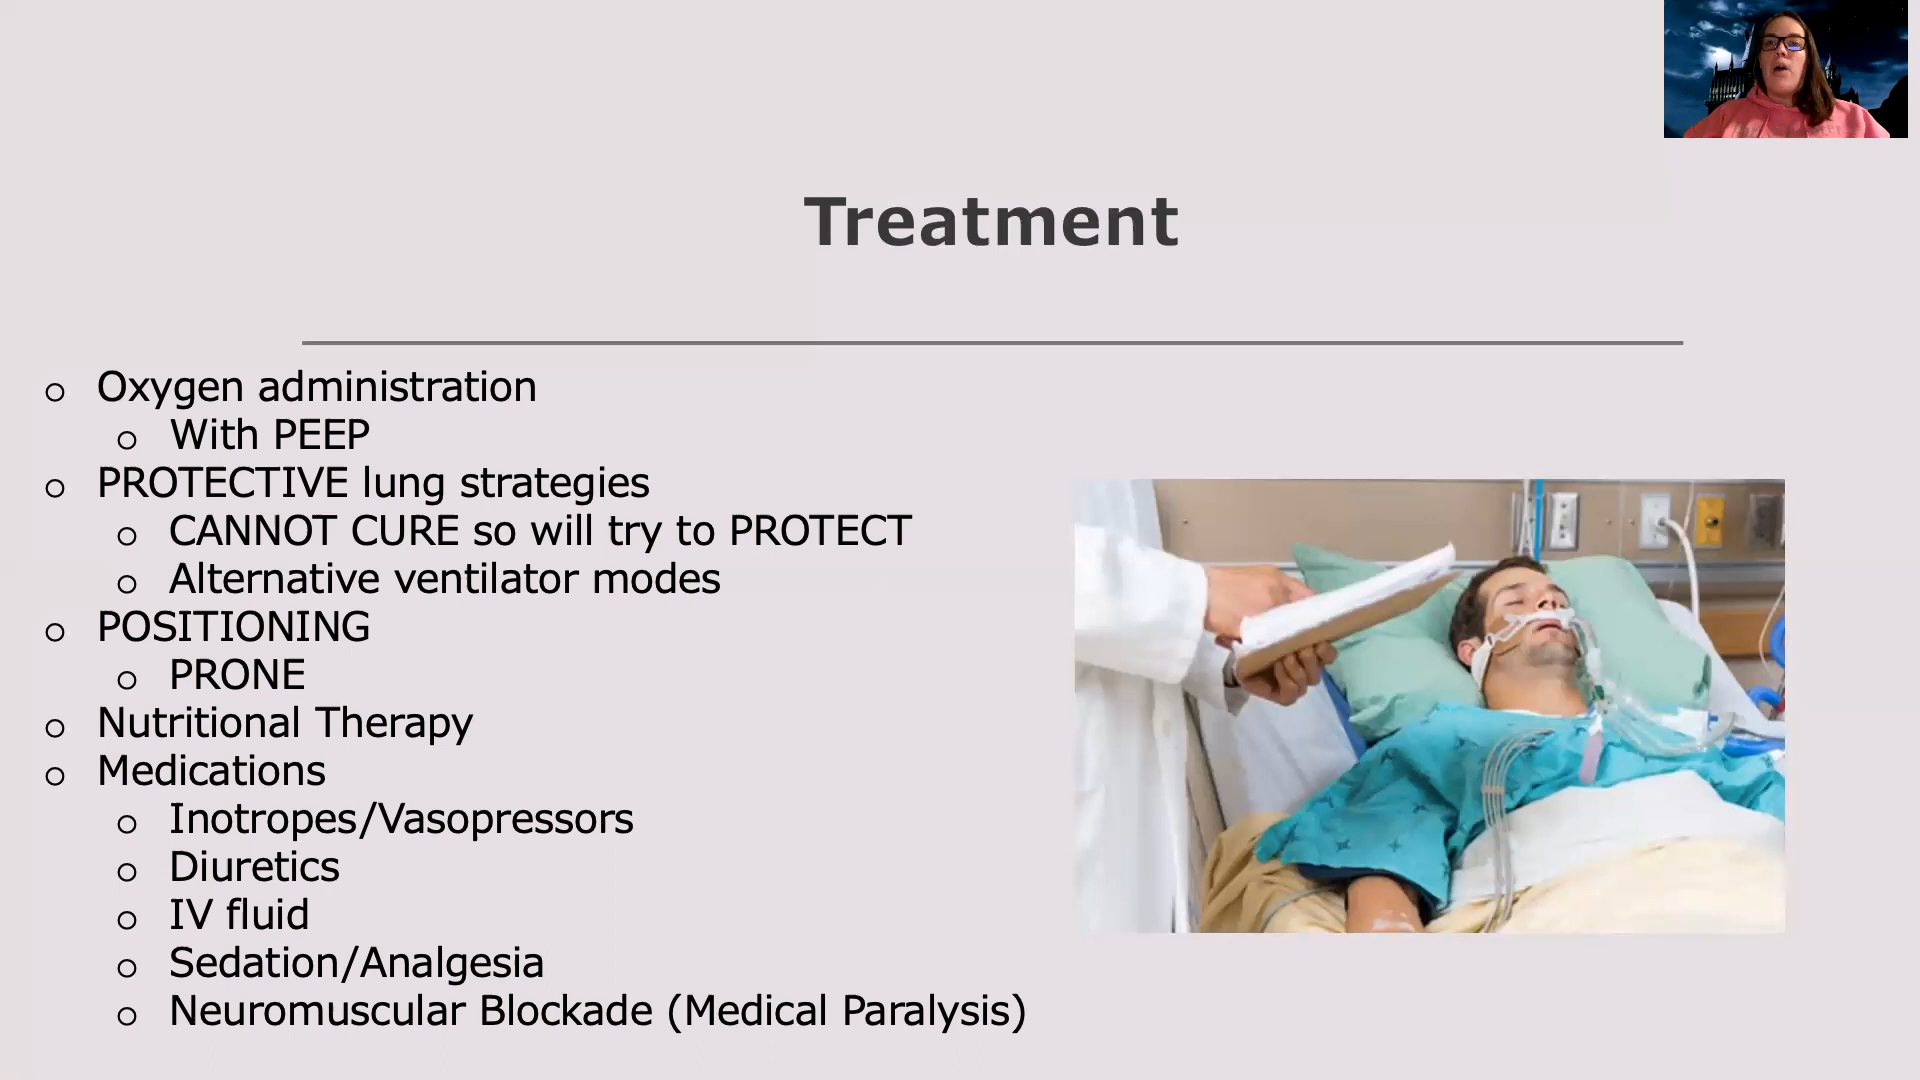 Treatment
○ Oxygen administration
○ With PEEP
○ PROTECTIVE lung strategies
○ CANNOT CURE so will try to PROTECT
○ Alternative ventilator modes
○ POSITIONING
○ PRONE
○ Nutritional Therapy
○ Medications
○ Inotropes/Vasopressors
○ Diuretics
○ IV fluid
○ Sedation/Analgesia
○ Neuromuscular Blockade (Medical Paralysis)